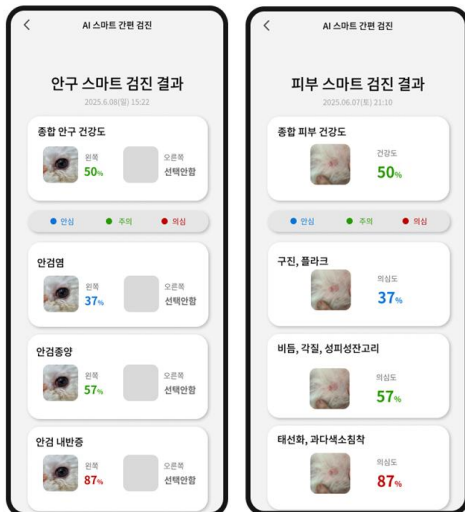 AI 스마트 간편 검진
안구 스마트 검진 결과
2025.6.08(일) 15:22
종합 안구 건강도
왼쪽
50%
오른쪽
선택안함
안심
주의
의심
안검염
왼쪽
37%
오른쪽
선택안함
안검종양
왼쪽
57%
오른쪽
선택안함
안검 내반증
왼쪽
87%
오른쪽
선택안함
AI 스마트 간편 검진
피부 스마트 검진 결과
2025.06.07(토) 21:10
종합 피부 건강도
건강도
50%
안심
주의
의심
구진, 플라크
의심도
37%
비듬, 각질, 성피성잔고리
의심도
57%
태선화, 과다색소침착
의심도
87%